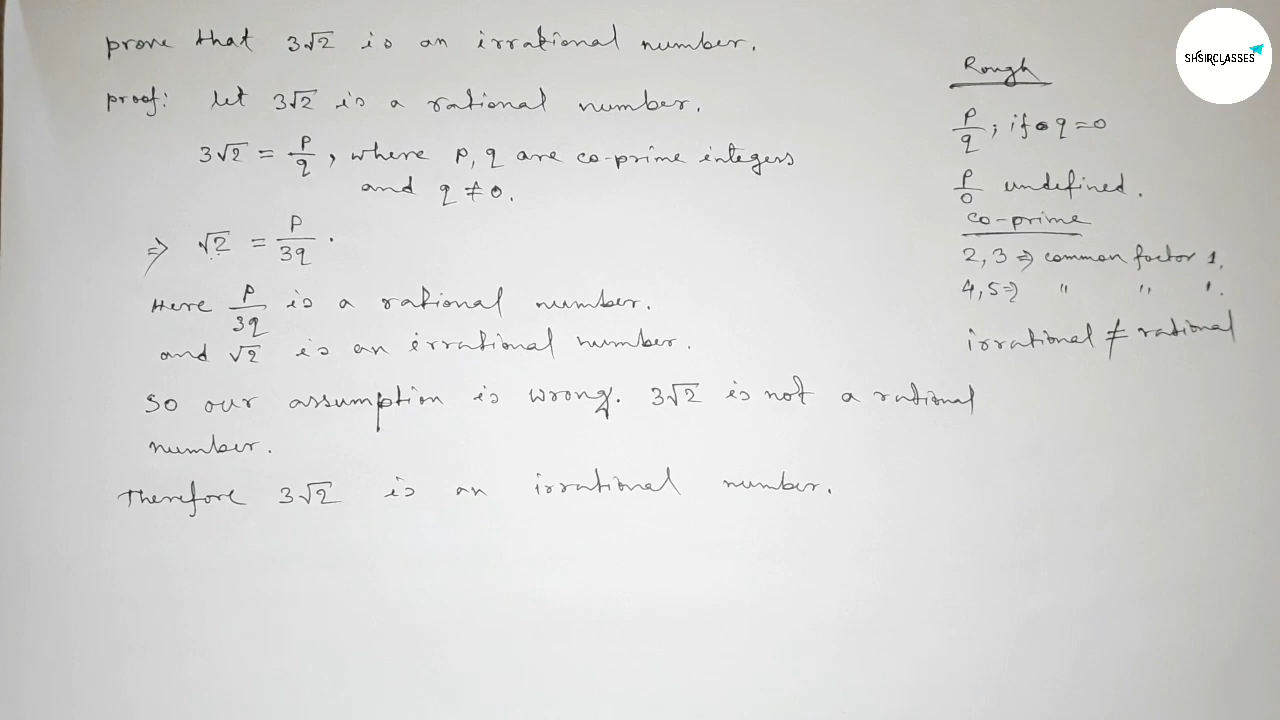 prove that 3√2 is an irrational number.
proof: let 3√2 is a rational number.
3√2 = p/q, where p, q are co-prime integers
and q ≠ 0.
⇒ √2 = p/3q.
Here p/3q is a rational number.
and √2 is an irrational number.
So our assumption is wrong. 3√2 is not a rational
number.
Therefore 3√2 is an irrational number.
Rough
p/q; if q = 0
p/0 undefined.
co-prime
2, 3 ⇒ common factor 1.
4, 5 ⇒ " " 1.
irrational ≠ rational
SHSIRCLASSES